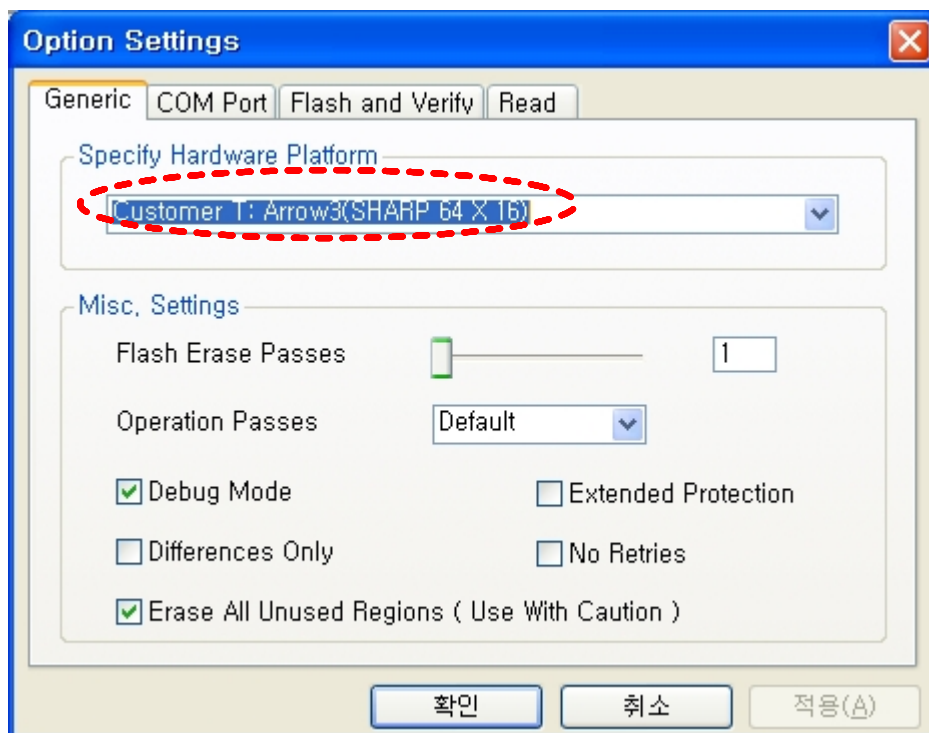 Option Settings
Generic COM Port Flash and Verify Read
Specify Hardware Platform
Customer T: Arrow3(SHARP 64 X 16)
Misc, Settings
Flash Erase Passes 1
Operation Passes Default
Debug Mode Extended Protection
Differences Only No Retries
Erase All Unused Regions ( Use With Caution )
확인 취소 적용(A)